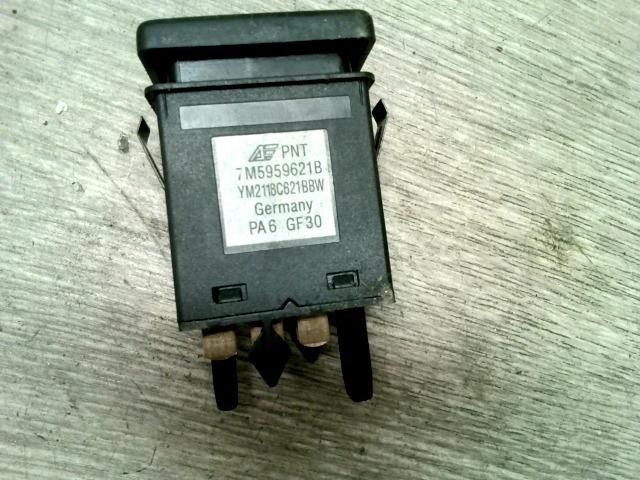 PNT
7M5959621B
YM2118C621BBW
Germany
PA6 GF30